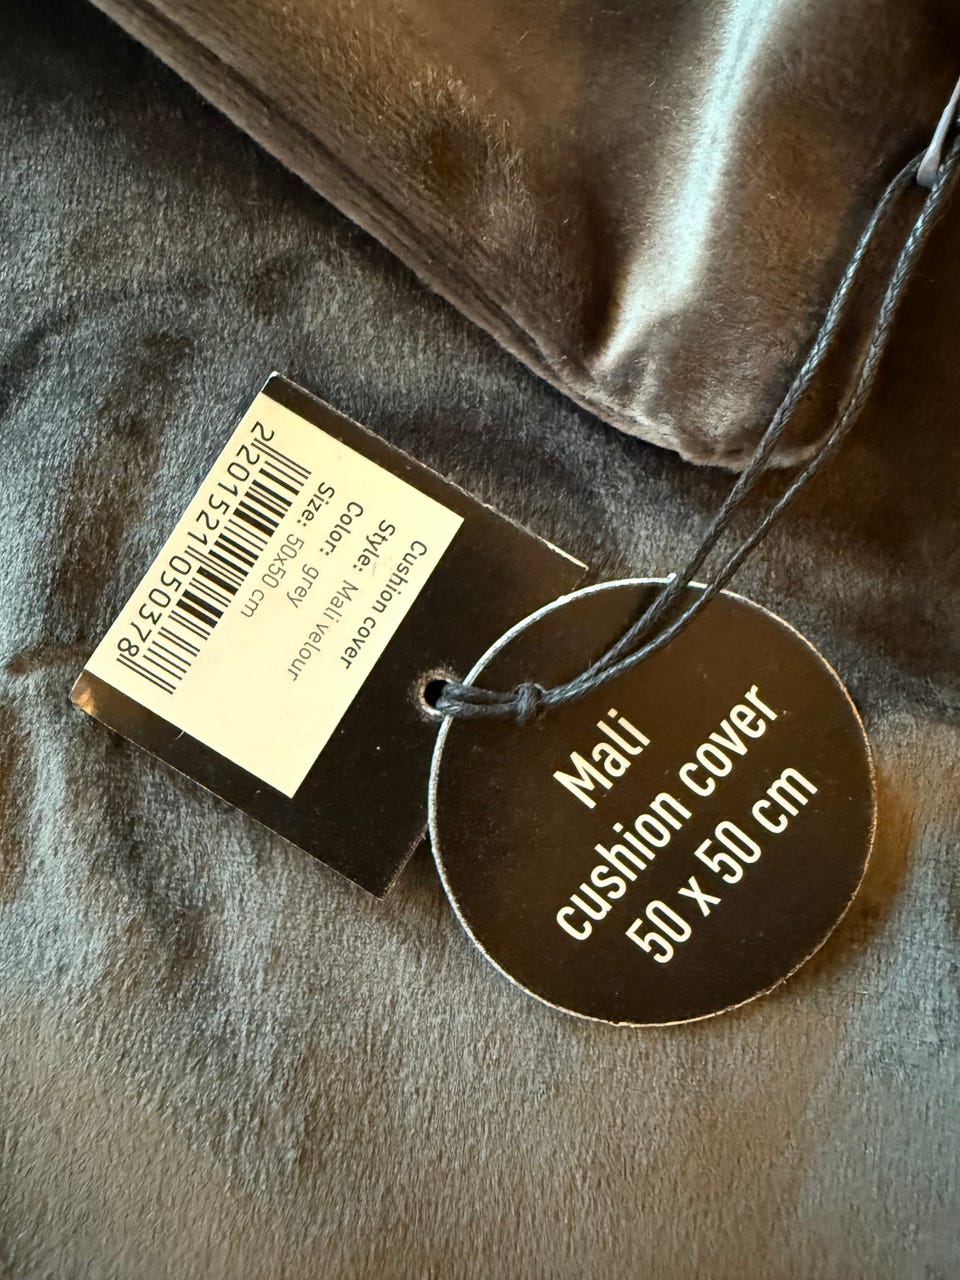 Cushion cover
Style: Mali velour
Color: grey
Size: 50x50 cm
2201521050378
Mali
cushion cover
50 x 50 cm